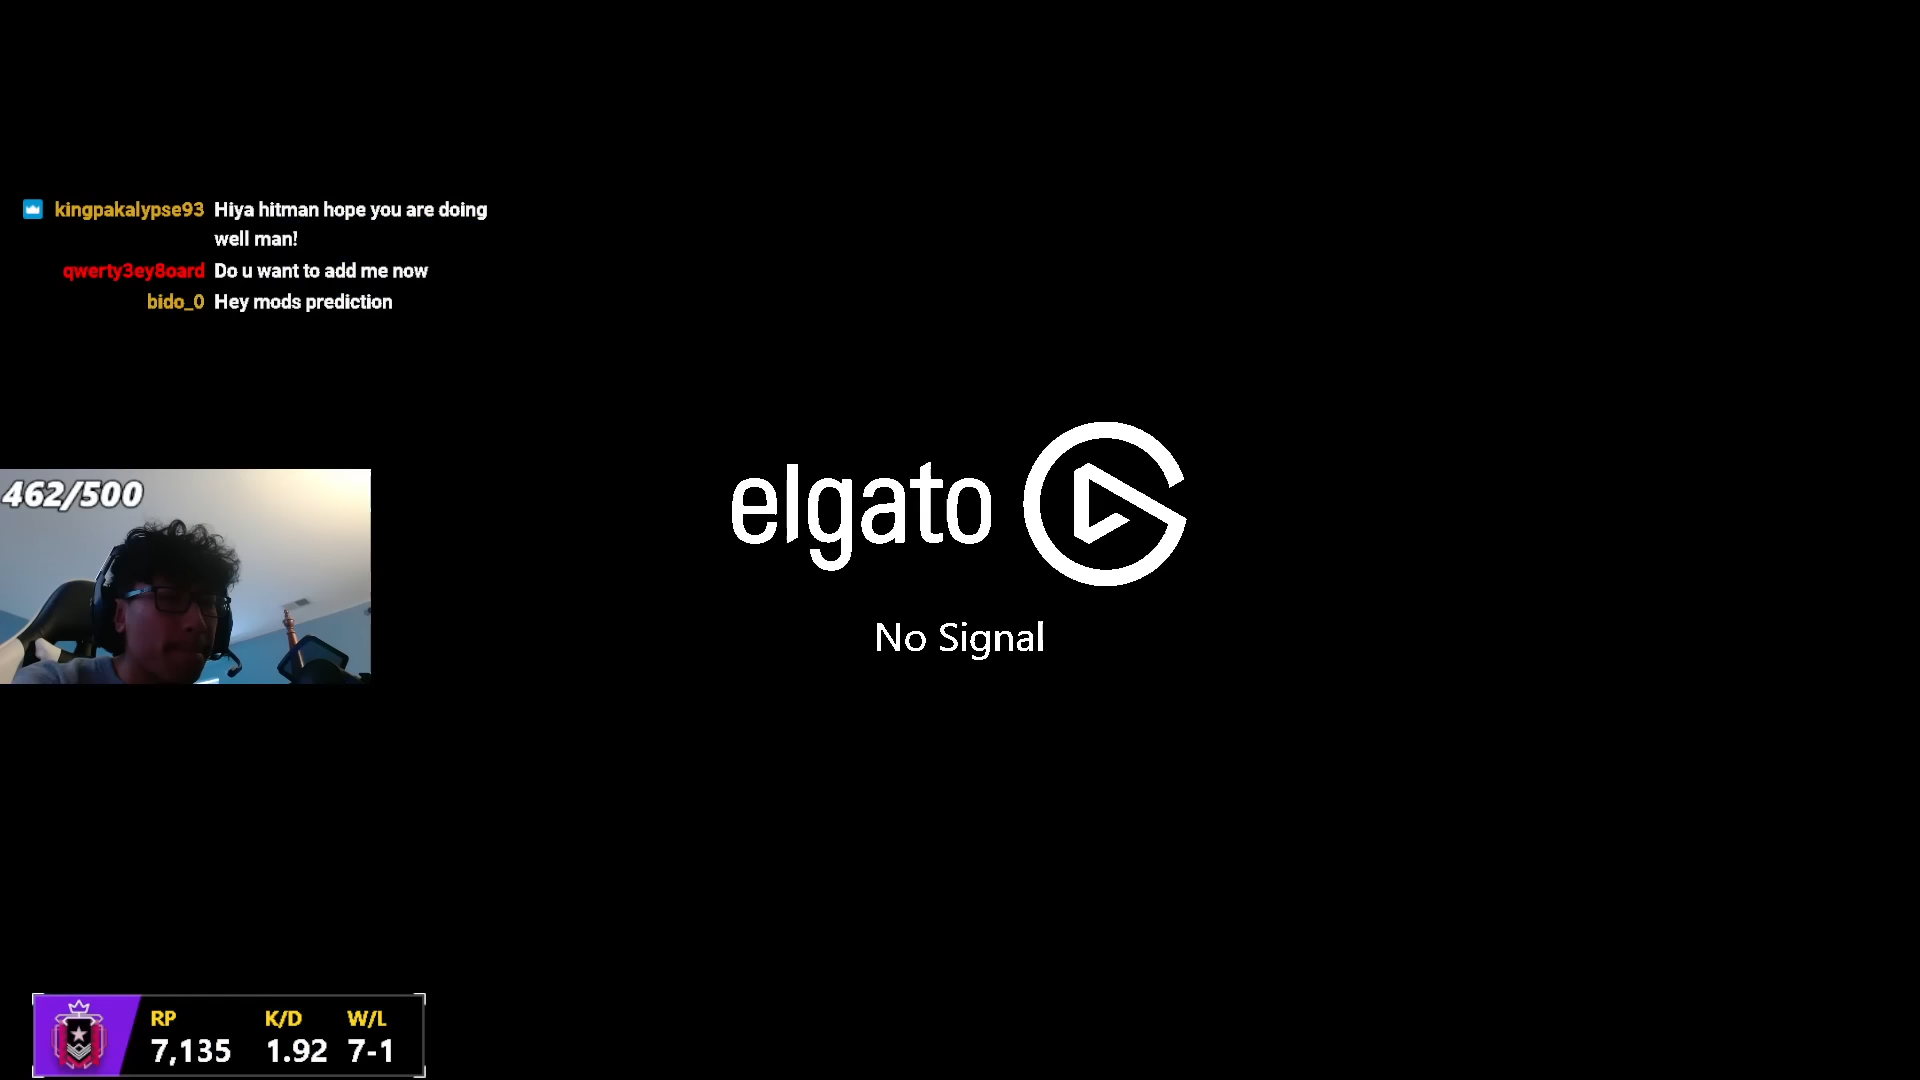 kingpakalypse93 Hiya hitman hope you are doing
well man!
qwerty3ey8oard Do u want to add me now
bido_0 Hey mods prediction
462/500
elgato
No Signal
RP K/D W/L
7,135 1.92 7-1